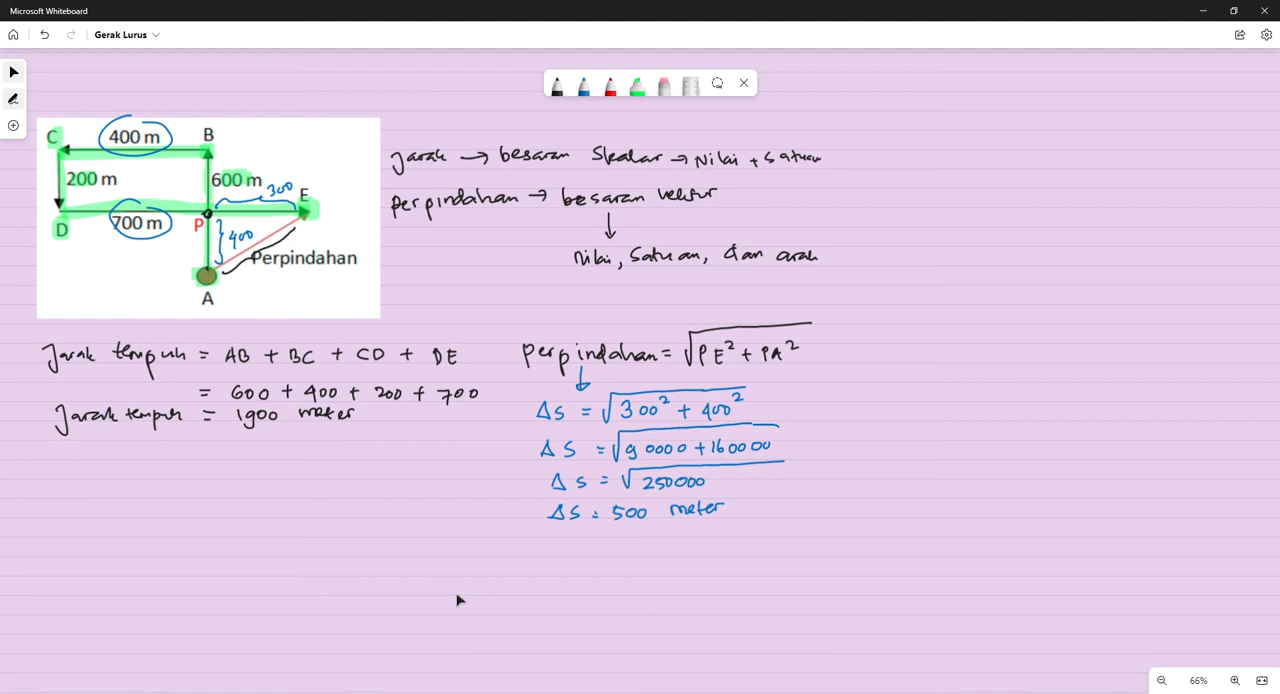 Microsoft Whiteboard
Gerak Lurus
C 400 m B
200 m 600 m 300 E
D 700 m P 400
Perpindahan
A
Jarak → besaran Skalar → Nilai + Satuan
perpindahan → besaran vektor
Nilai, Satuan, dan arah
Jarak tempuh = AB + BC + CD + DE
= 600 + 400 + 200 + 700
Jarak tempuh = 1900 meter
perpindahan = √PE² + PA²
Δs = √300² + 400²
Δs = √90000 + 160000
Δs = √250000
Δs = 500 meter
66%